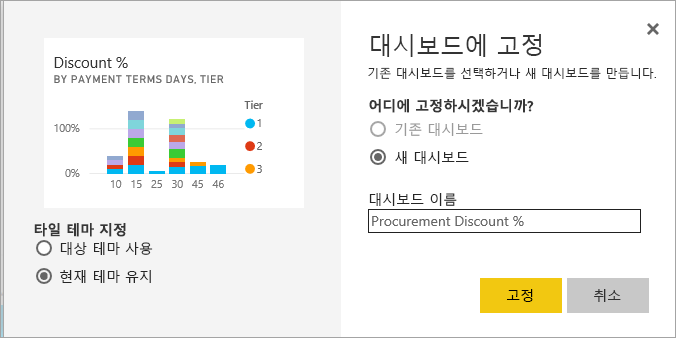 Discount %
BY PAYMENT TERMS DAYS, TIER
Tier
1
2
3
100%
0%
10 15 25 30 45 46
타일 테마 지정
대상 테마 사용
현재 테마 유지
대시보드에 고정
기존 대시보드를 선택하거나 새 대시보드를 만듭니다.
어디에 고정하시겠습니까?
기존 대시보드
새 대시보드
대시보드 이름
Procurement Discount %
고정 취소